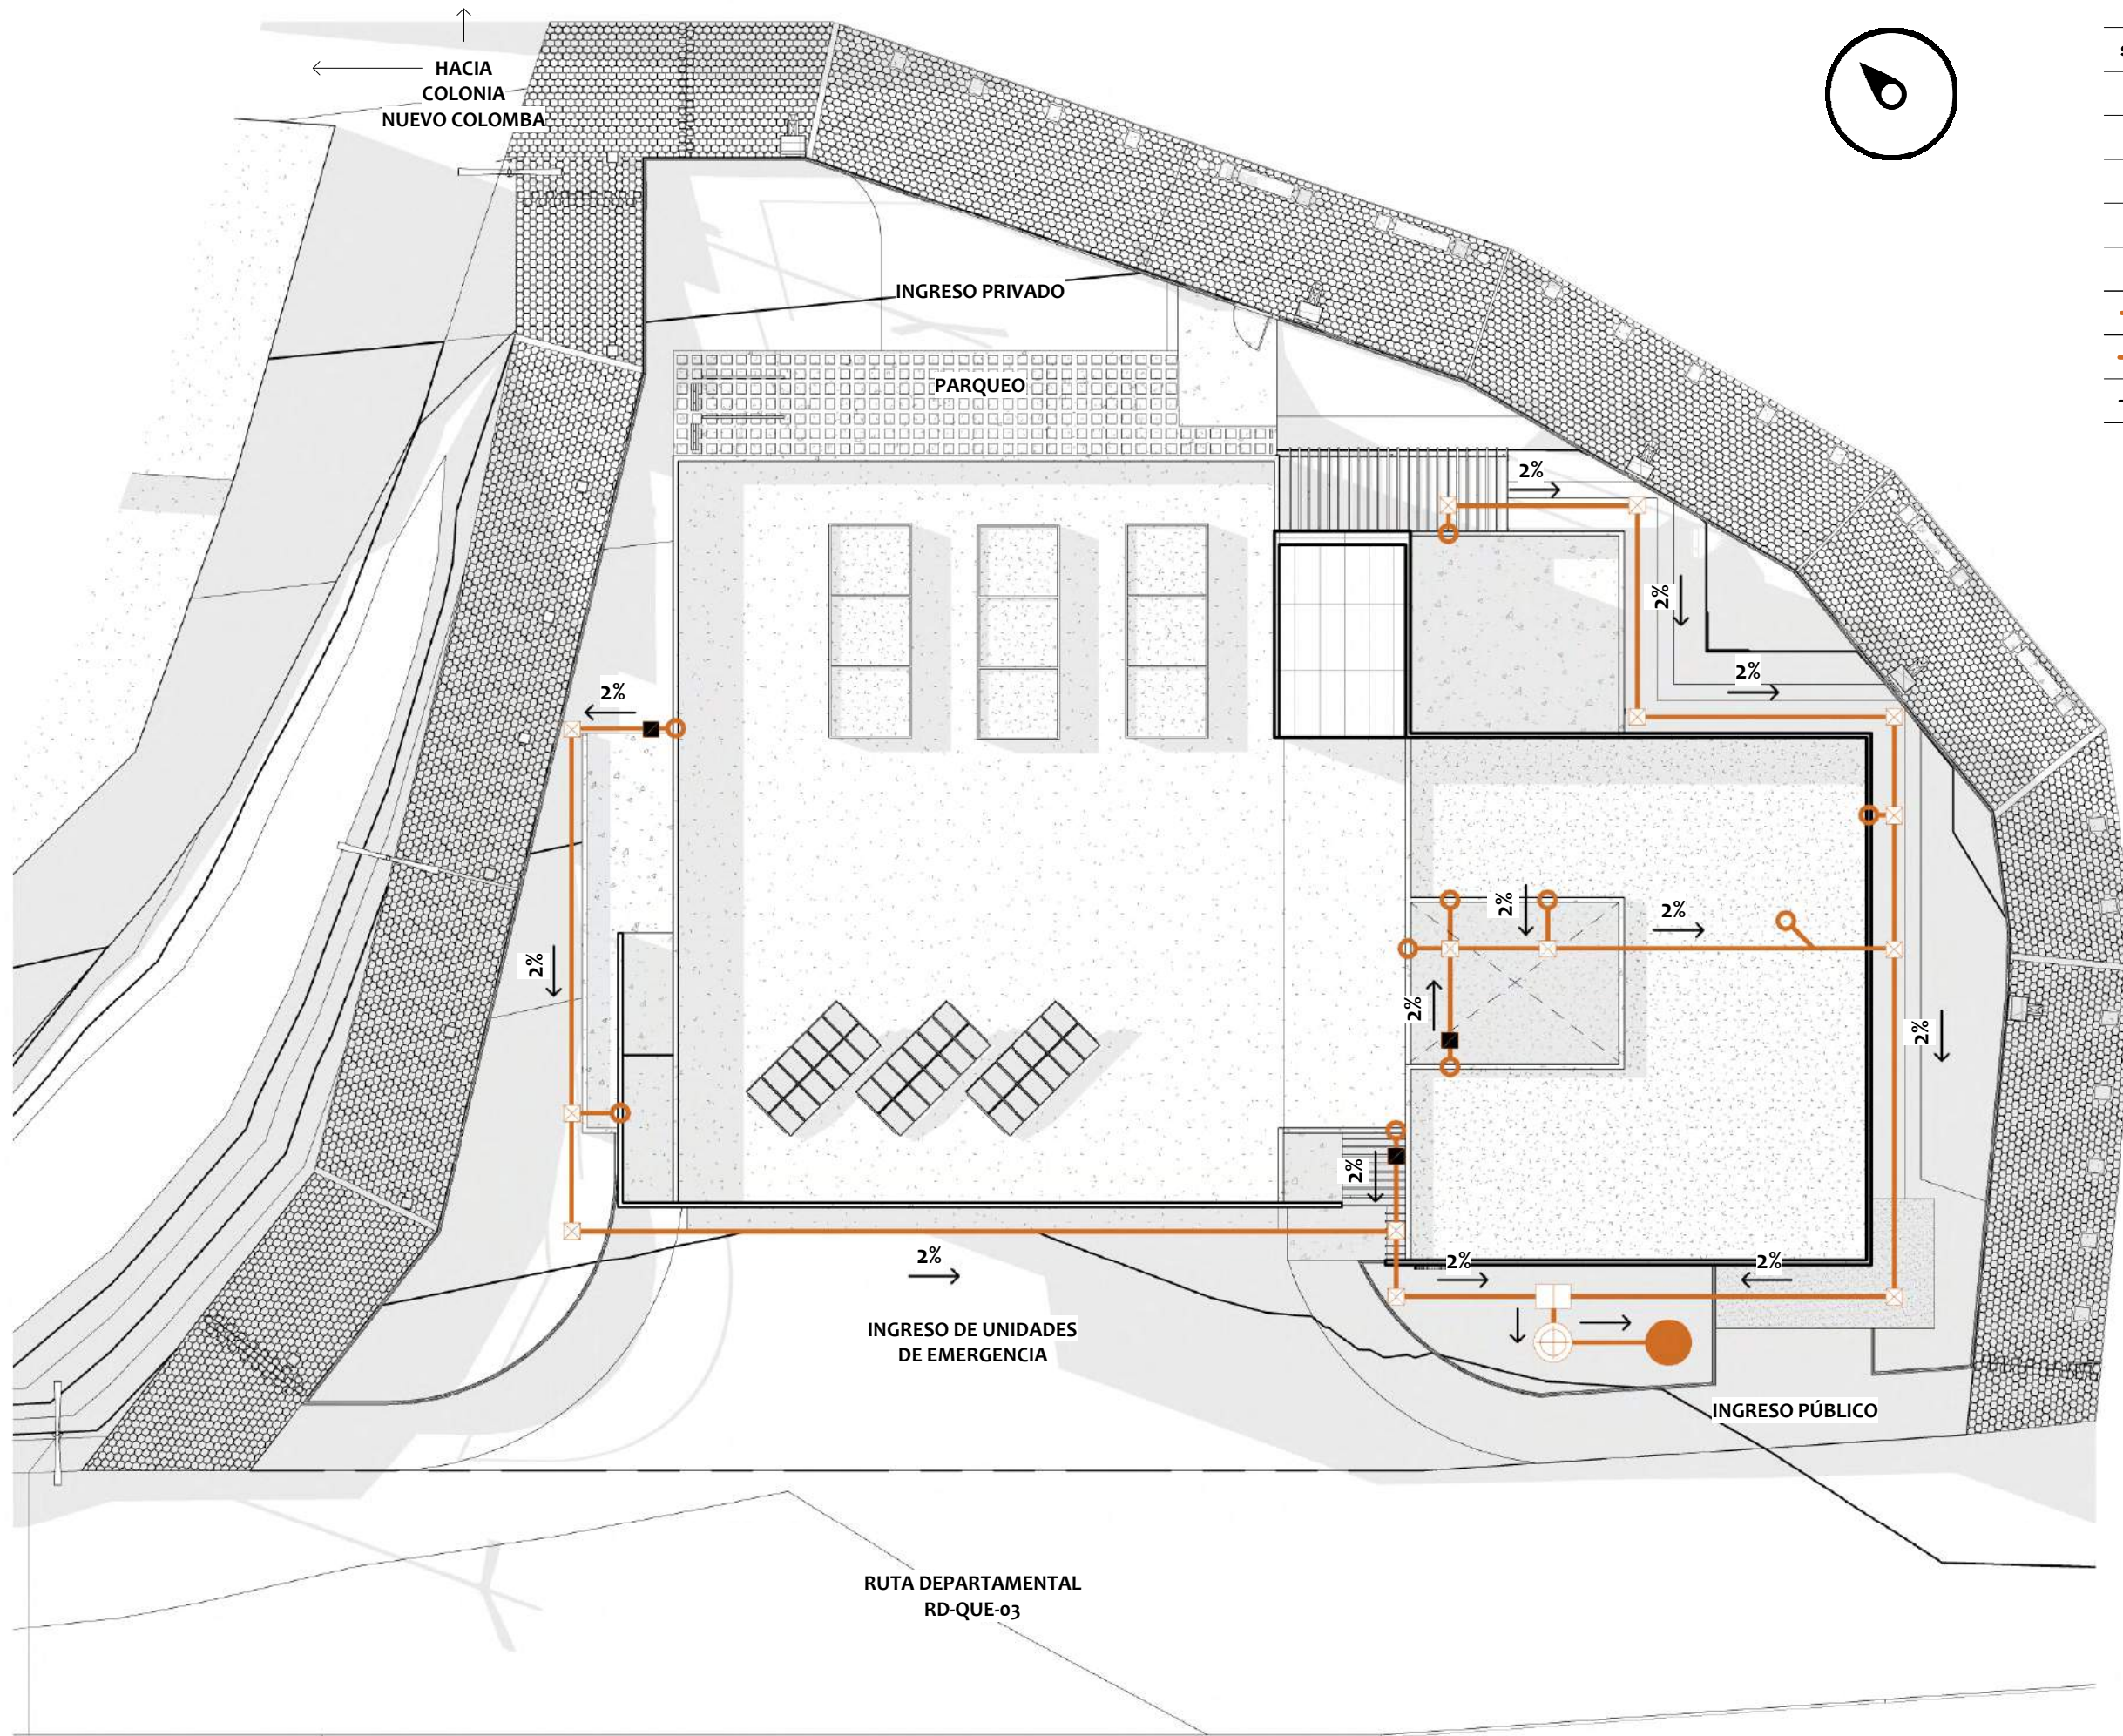 HACIA
COLONIA
NUEVO COLOMBA
INGRESO PRIVADO
PARQUEO
2%
2%
2%
2%
2%
2%
2%
2%
2%
2%
2%
2%
2%
2%
INGRESO DE UNIDADES
DE EMERGENCIA
INGRESO PÚBLICO
RUTA DEPARTAMENTAL
RD-QUE-03